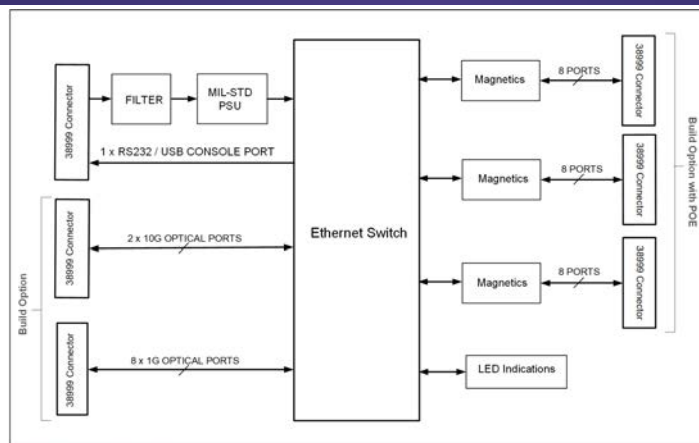 38999 Connector
FILTER
MIL-STD
PSU
1 x RS232 / USB CONSOLE PORT
Build Option
38999 Connector
2 x 10G OPTICAL PORTS
38999 Connector
8 x 1G OPTICAL PORTS
Ethernet Switch
Magnetics
8 PORTS
38999 Connector
Magnetics
8 PORTS
38999 Connector
Magnetics
8 PORTS
38999 Connector
Build Option with POE
LED Indications